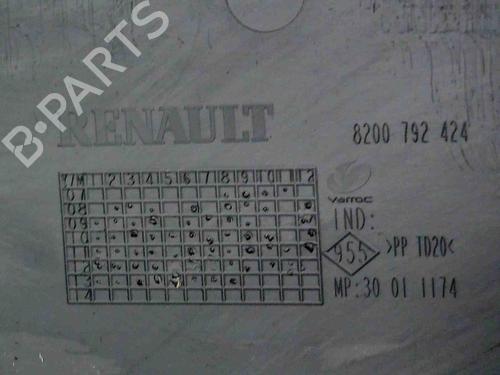 B-PARTS
RENAULT
8200 792 424
Y/M 1 2 3 4 5 6 7 8 9 10 11 12
07
08
09
10
11
12
13
14
Varroc
IND:
955 >PP TD20<
MP: 30 01 1174